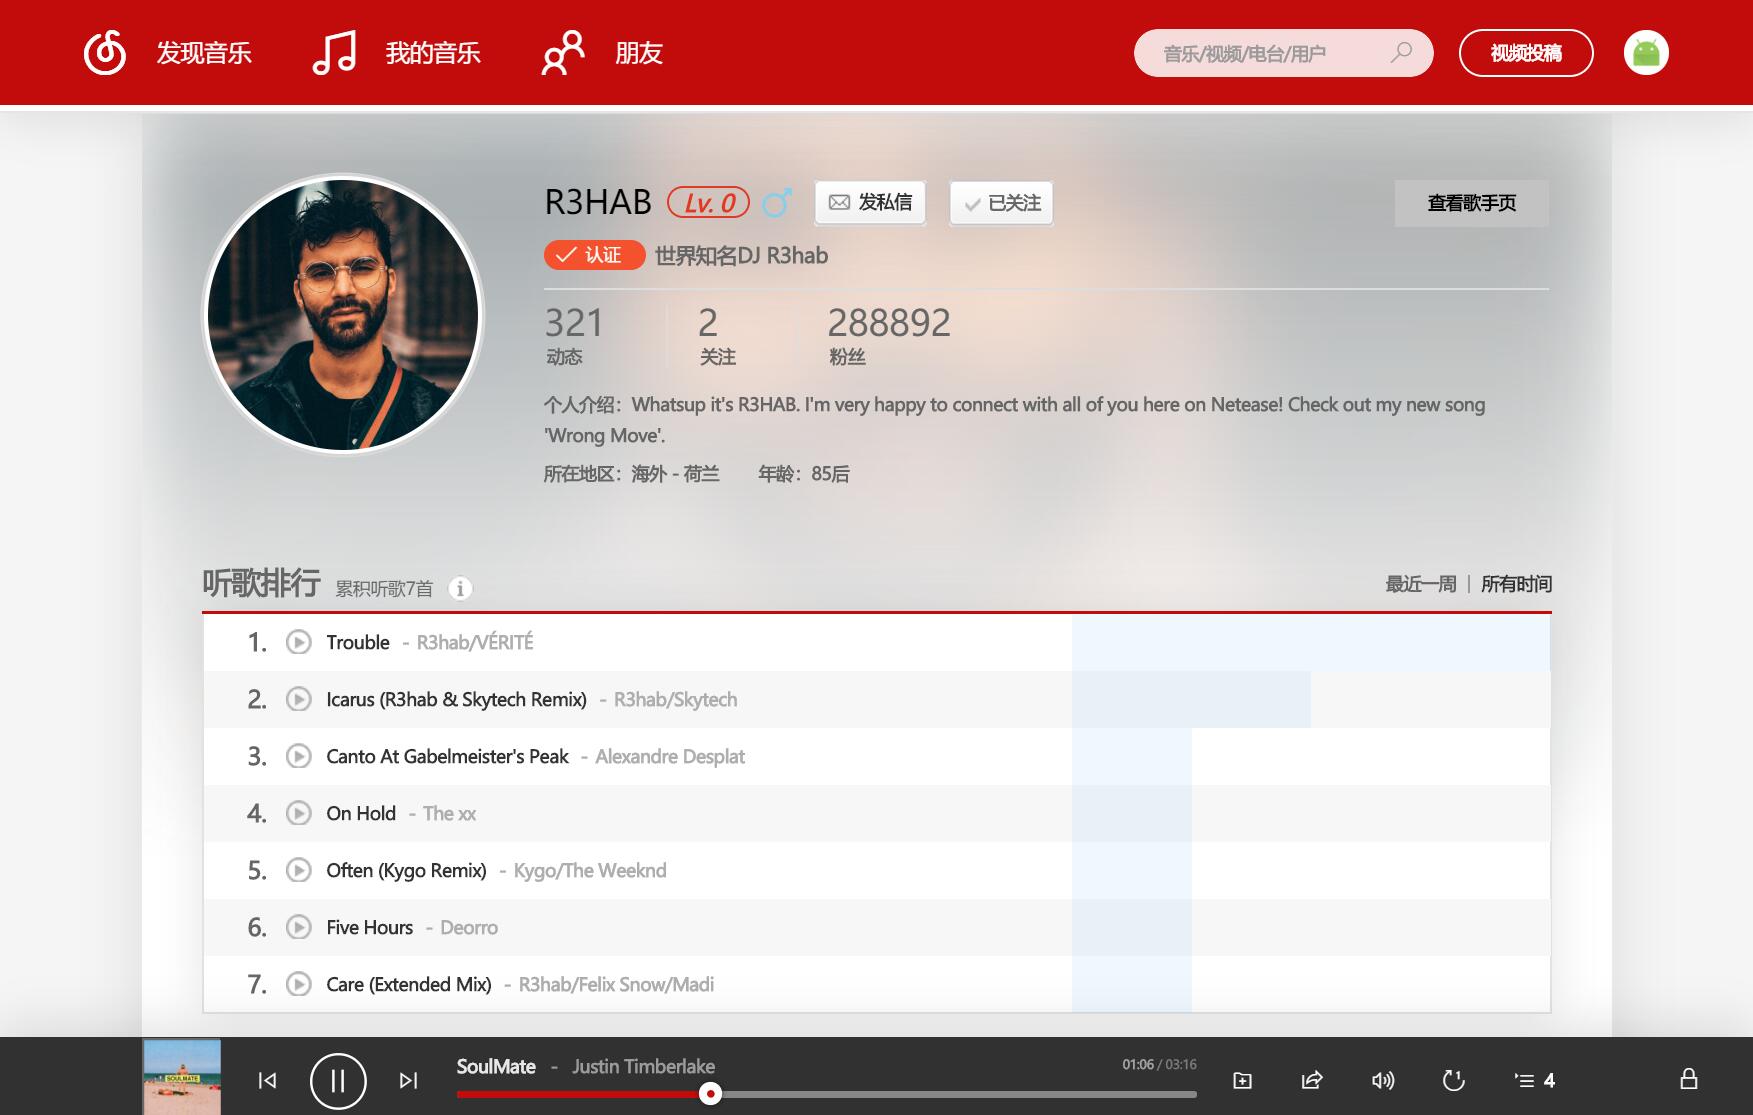 发现音乐
我的音乐
朋友
音乐/视频/电台/用户
视频投稿
R3HAB
Lv. 0
发私信
已关注
查看歌手页
认证
世界知名DJ R3hab
321
动态
2
关注
288892
粉丝
个人介绍：Whatsup it's R3HAB. I'm very happy to connect with all of you here on Netease! Check out my new song
'Wrong Move'.
所在地区：海外 - 荷兰 年龄：85后
听歌排行 累积听歌7首
最近一周 | 所有时间
1. Trouble - R3hab/VÉRITÉ
2. Icarus (R3hab & Skytech Remix) - R3hab/Skytech
3. Canto At Gabelmeister's Peak - Alexandre Desplat
4. On Hold - The xx
5. Often (Kygo Remix) - Kygo/The Weeknd
6. Five Hours - Deorro
7. Care (Extended Mix) - R3hab/Felix Snow/Madi
SOULMATE
SoulMate - Justin Timberlake
01:06 / 03:16
1
4